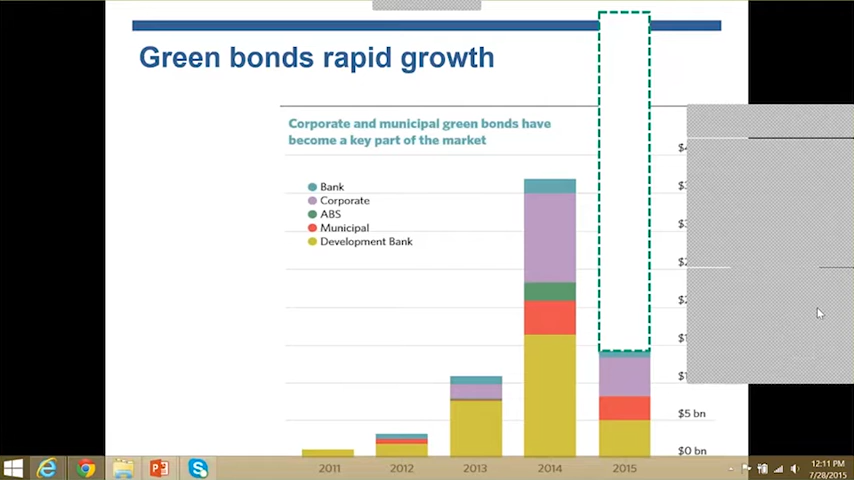 Green bonds rapid growth
Corporate and municipal green bonds have
become a key part of the market
Bank
Corporate
ABS
Municipal
Development Bank
$5 bn
$0 bn
2011 2012 2013 2014 2015
12:11 PM
7/28/2015